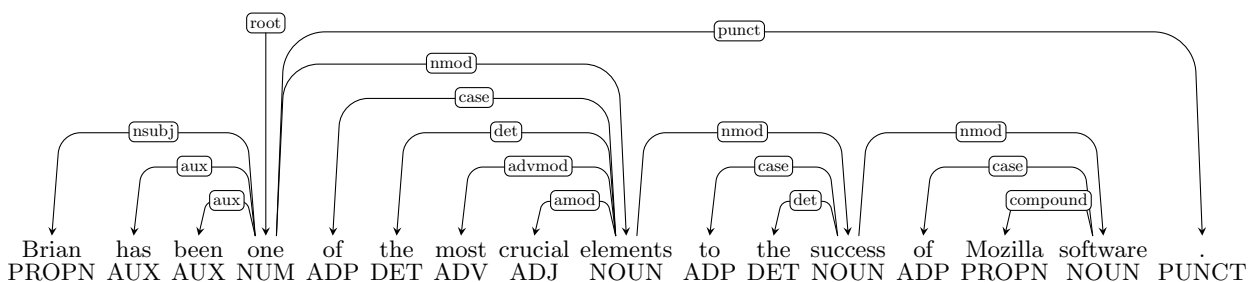 root
punct
nmod
case
nsubj det nmod nmod
aux advmod case case
aux amod det compound
Brian has been one of the most crucial elements to the success of Mozilla software .
PROPN AUX AUX NUM ADP DET ADV ADJ NOUN ADP DET NOUN ADP PROPN NOUN PUNCT